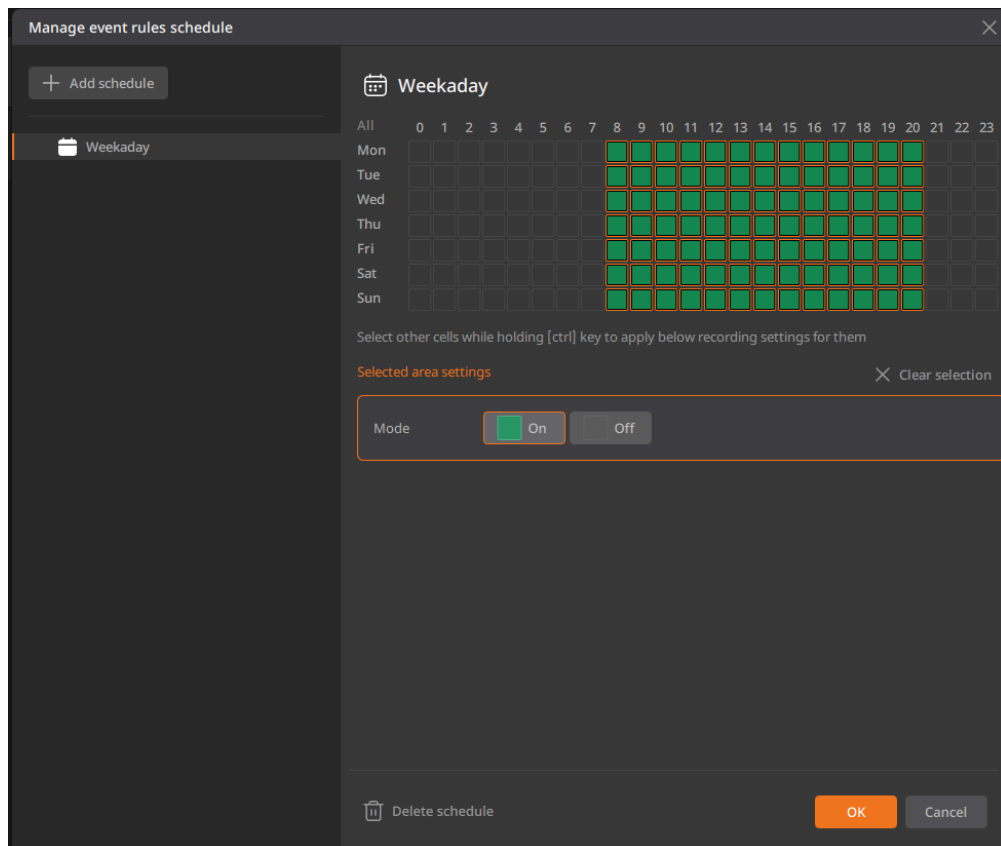 Manage event rules schedule
Add schedule
Weekaday
Weekaday
All 0 1 2 3 4 5 6 7 8 9 10 11 12 13 14 15 16 17 18 19 20 21 22 23
Mon
Tue
Wed
Thu
Fri
Sat
Sun
Select other cells while holding [ctrl] key to apply below recording settings for them
Selected area settings Clear selection
Mode On Off
Delete schedule OK Cancel